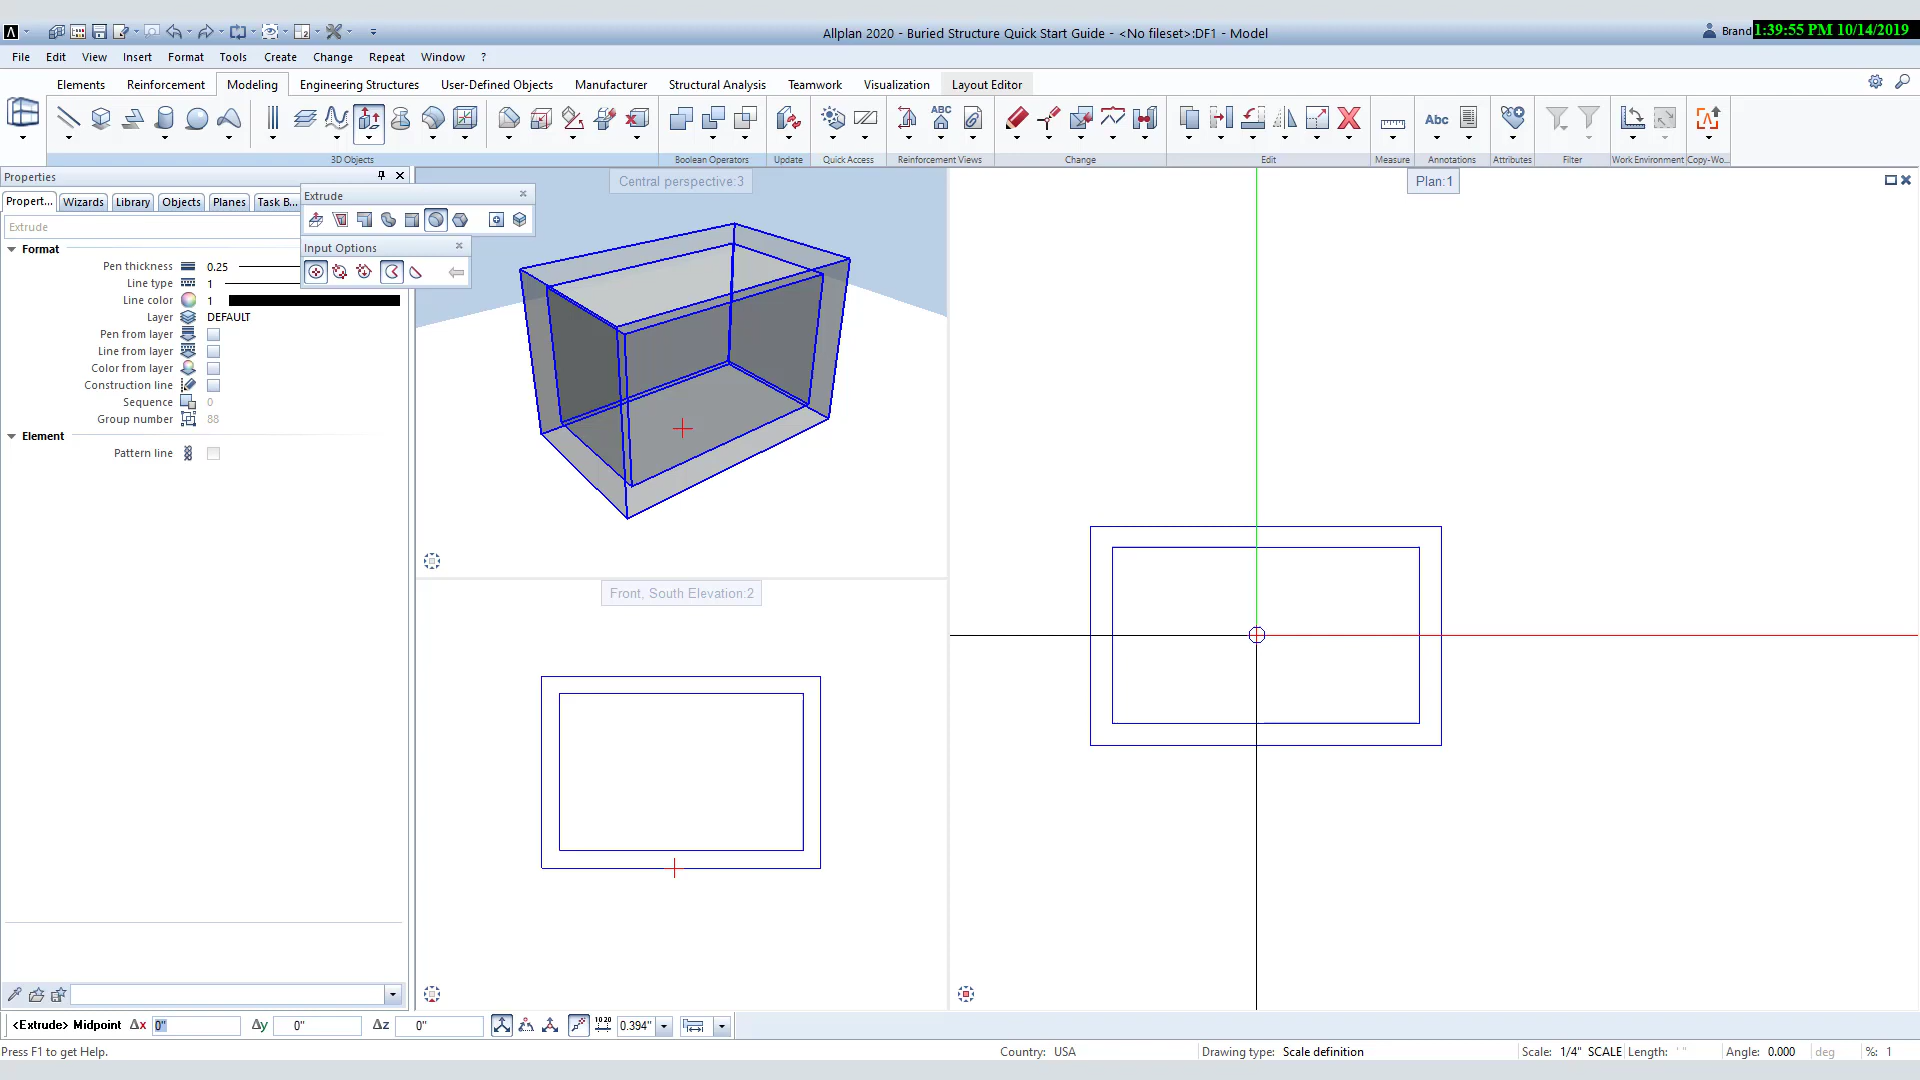 Allplan 2020 - Buried Structure Quick Start Guide - <No fileset>:DF1 - Model
Brand
1:39:55 PM 10/14/2019
File Edit View Insert Format Tools Create Change Repeat Window ?
Elements Reinforcement Modeling Engineering Structures User-Defined Objects Manufacturer Structural Analysis Teamwork Visualization Layout Editor
ABC
Abc
3D Objects Boolean Operators Update Quick Access Reinforcement Views Change Edit Measure Annotations Attributes Filter Work Environment Copy-Wo...
Properties
Propert... Wizards Library Objects Planes Task B...
Extrude
Format
Pen thickness 0.25
Line type 1
Line color 1
Layer DEFAULT
Pen from layer
Line from layer
Color from layer
Construction line
Sequence 0
Group number 88
Element
Pattern line
Extrude
Input Options
Central perspective:3
Plan:1
Front, South Elevation:2
<Extrude> Midpoint Δx 0" Δy 0" Δz 0" 1020 0.394"
Press F1 to get Help.
Country: USA
Drawing type: Scale definition
Scale: 1/4" SCALE Length: ' " Angle: 0.000 deg %: 1